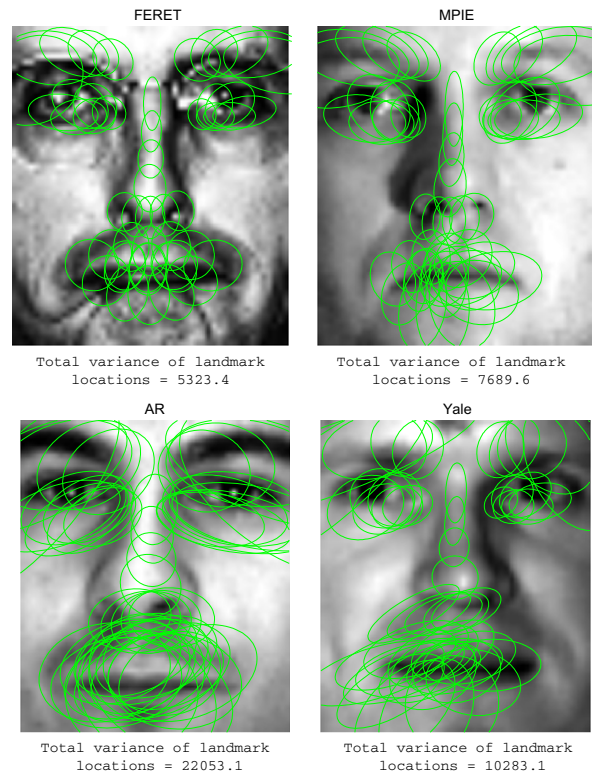 FERET
MPIE
Total variance of landmark
locations = 5323.4
Total variance of landmark
locations = 7689.6
AR
Yale
Total variance of landmark
locations = 22053.1
Total variance of landmark
locations = 10283.1